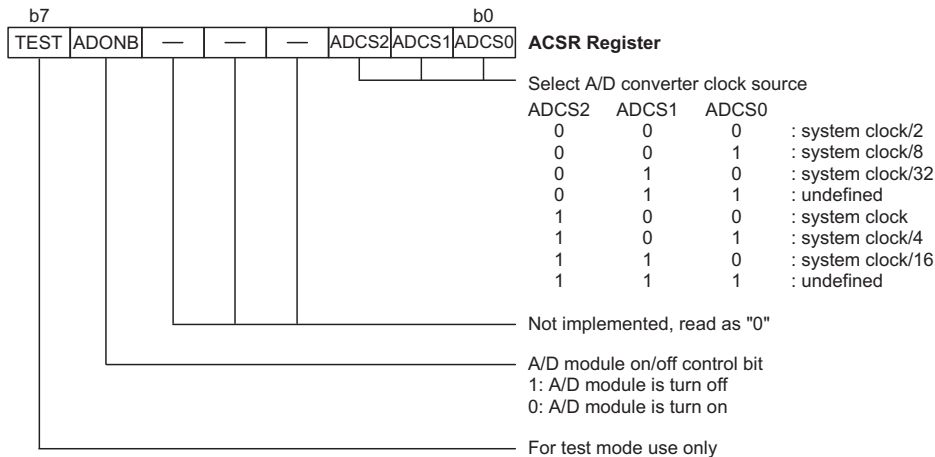 b7 b0
TEST ADONB — — — ADCS2 ADCS1 ADCS0 ACSR Register
Select A/D converter clock source
ADCS2 ADCS1 ADCS0
0 0 0 : system clock/2
0 0 1 : system clock/8
0 1 0 : system clock/32
0 1 1 : undefined
1 0 0 : system clock
1 0 1 : system clock/4
1 1 0 : system clock/16
1 1 1 : undefined
Not implemented, read as "0"
A/D module on/off control bit
1: A/D module is turn off
0: A/D module is turn on
For test mode use only